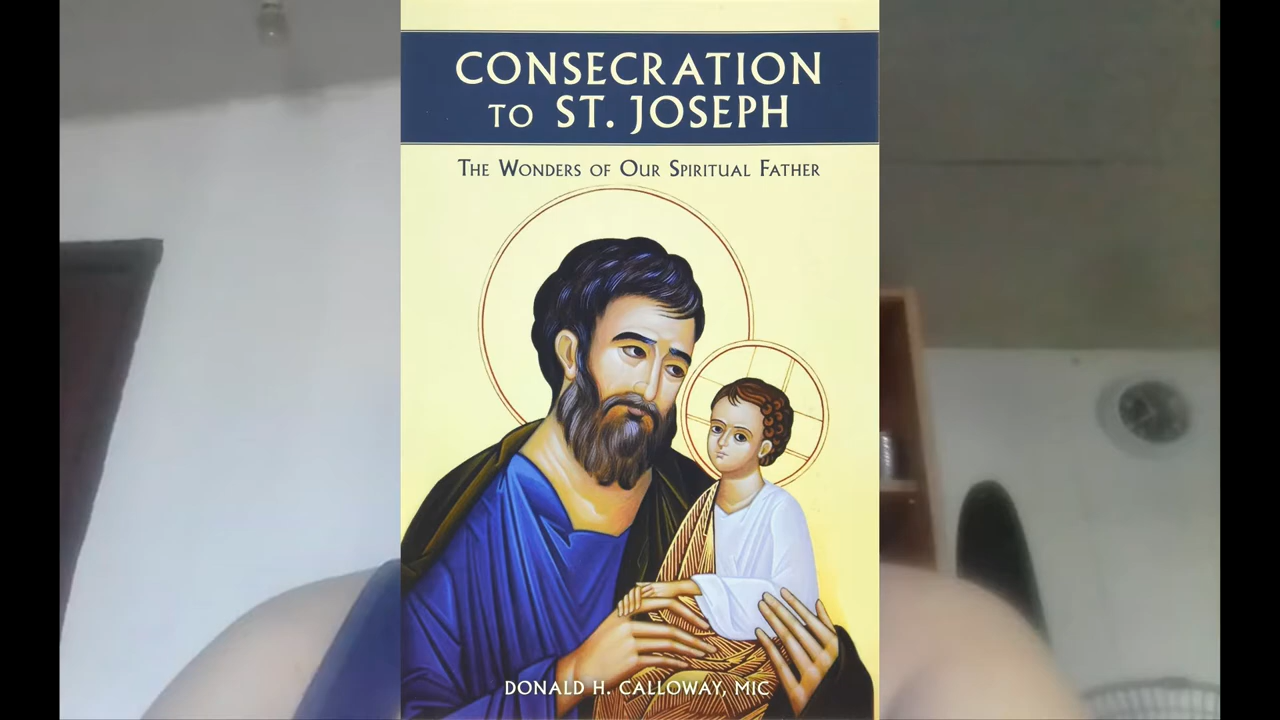 CONSECRATION
TO ST. JOSEPH
THE WONDERS OF OUR SPIRITUAL FATHER
DONALD H. CALLOWAY, MIC